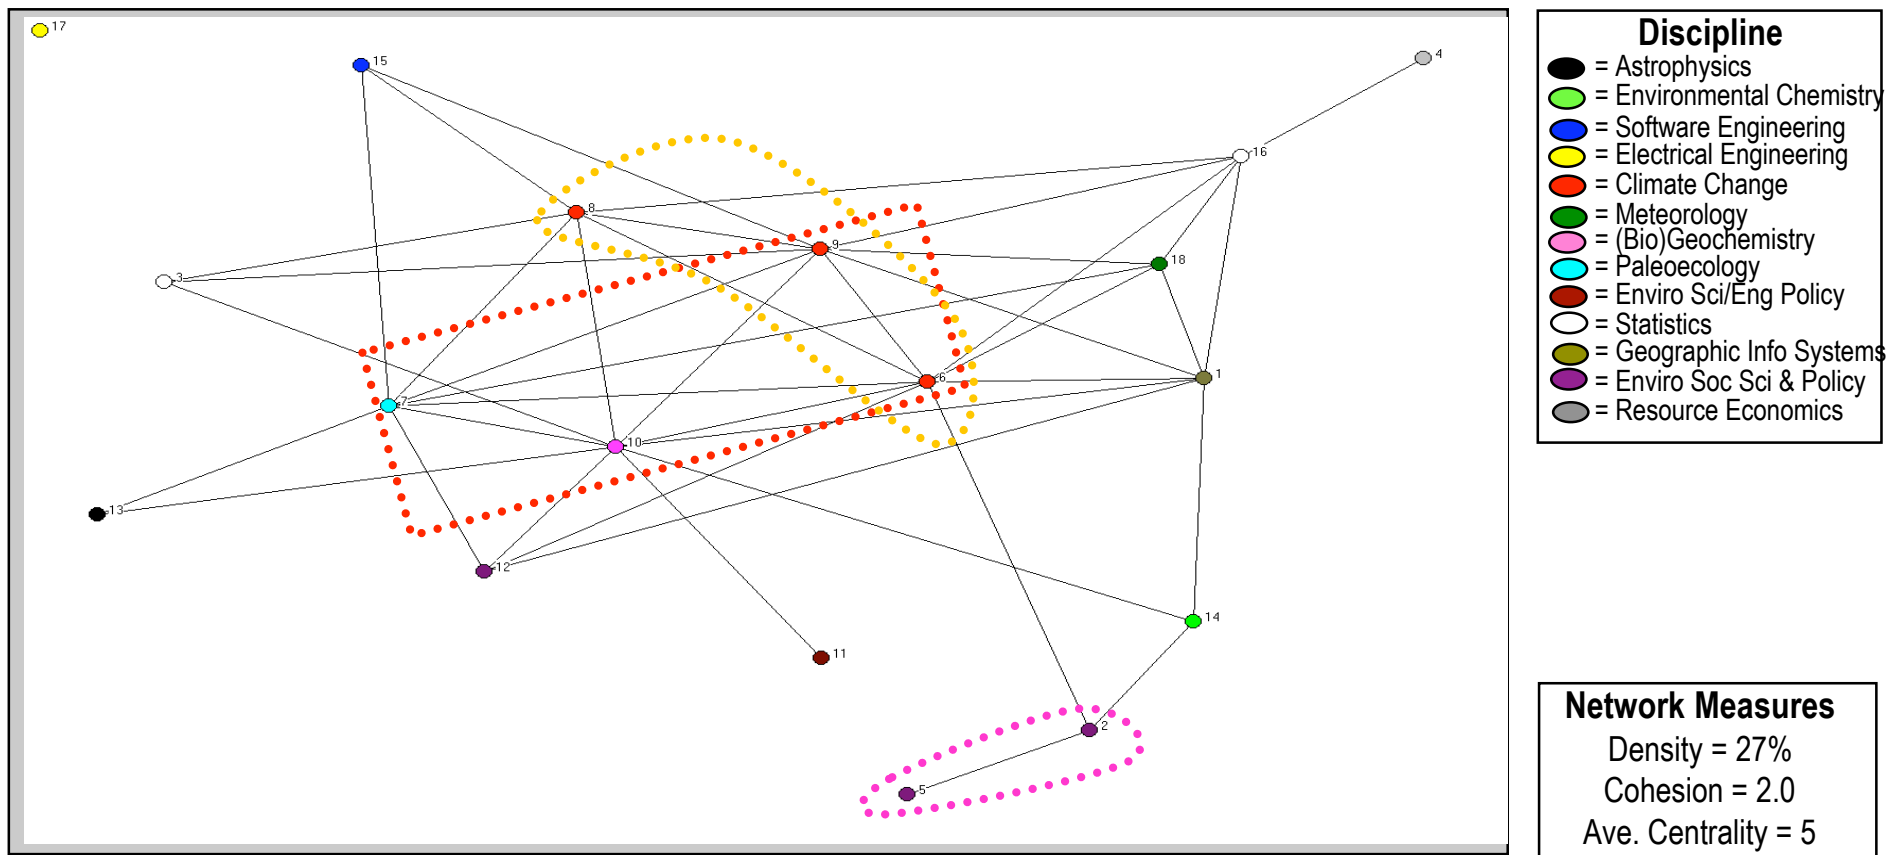 17
15
4
16
8
9
18
3
6
1
7
10
13
12
14
11
2
5
Discipline
= Astrophysics
= Environmental Chemistry
= Software Engineering
= Electrical Engineering
= Climate Change
= Meteorology
= (Bio)Geochemistry
= Paleoecology
= Enviro Sci/Eng Policy
= Statistics
= Geographic Info Systems
= Enviro Soc Sci & Policy
= Resource Economics
Network Measures
Density = 27%
Cohesion = 2.0
Ave. Centrality = 5